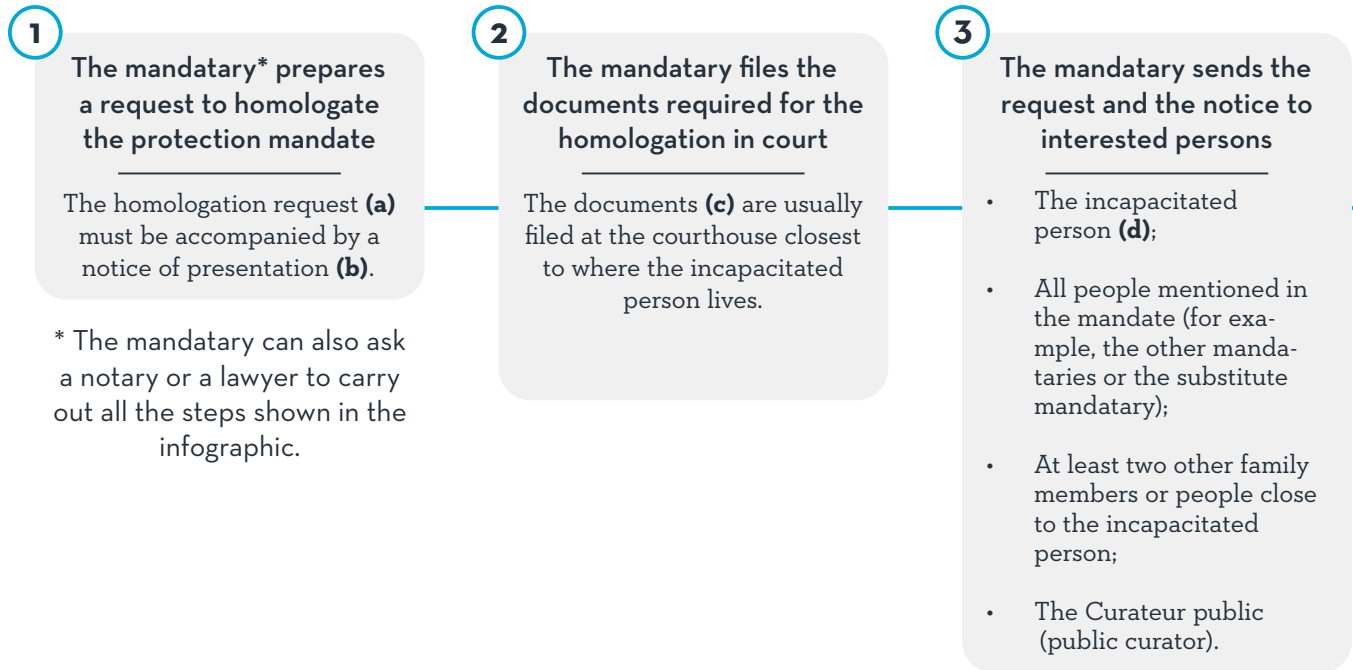 1
The mandatary* prepares
a request to homologate
the protection mandate
The homologation request (a)
must be accompanied by a
notice of presentation (b).
* The mandatary can also ask
a notary or a lawyer to carry
out all the steps shown in the
infographic.
2
The mandatary files the
documents required for the
homologation in court
The documents (c) are usually
filed at the courthouse closest
to where the incapacitated
person lives.
3
The mandatary sends the
request and the notice to
interested persons
• The incapacitated
person (d);
• All people mentioned in
the mandate (for exa-
mple, the other manda-
taries or the substitute
mandatary);
• At least two other family
members or people close
to the incapacitated
person;
• The Curateur public
(public curator).